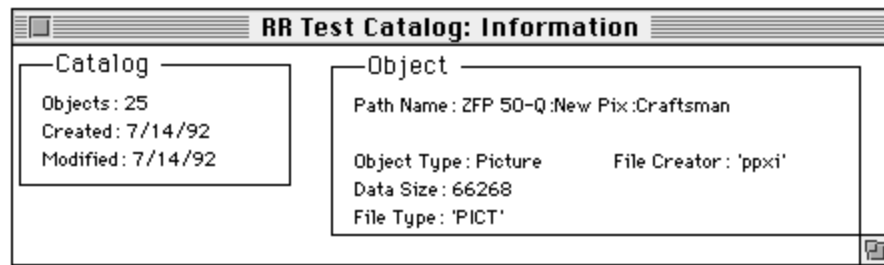 RR Test Catalog: Information
Catalog
Objects: 25
Created: 7/14/92
Modified: 7/14/92
Object
Path Name: ZFP 50-Q:New Pix:Craftsman
Object Type: Picture
File Creator: 'ppxi'
Data Size: 66268
File Type: 'PICT'